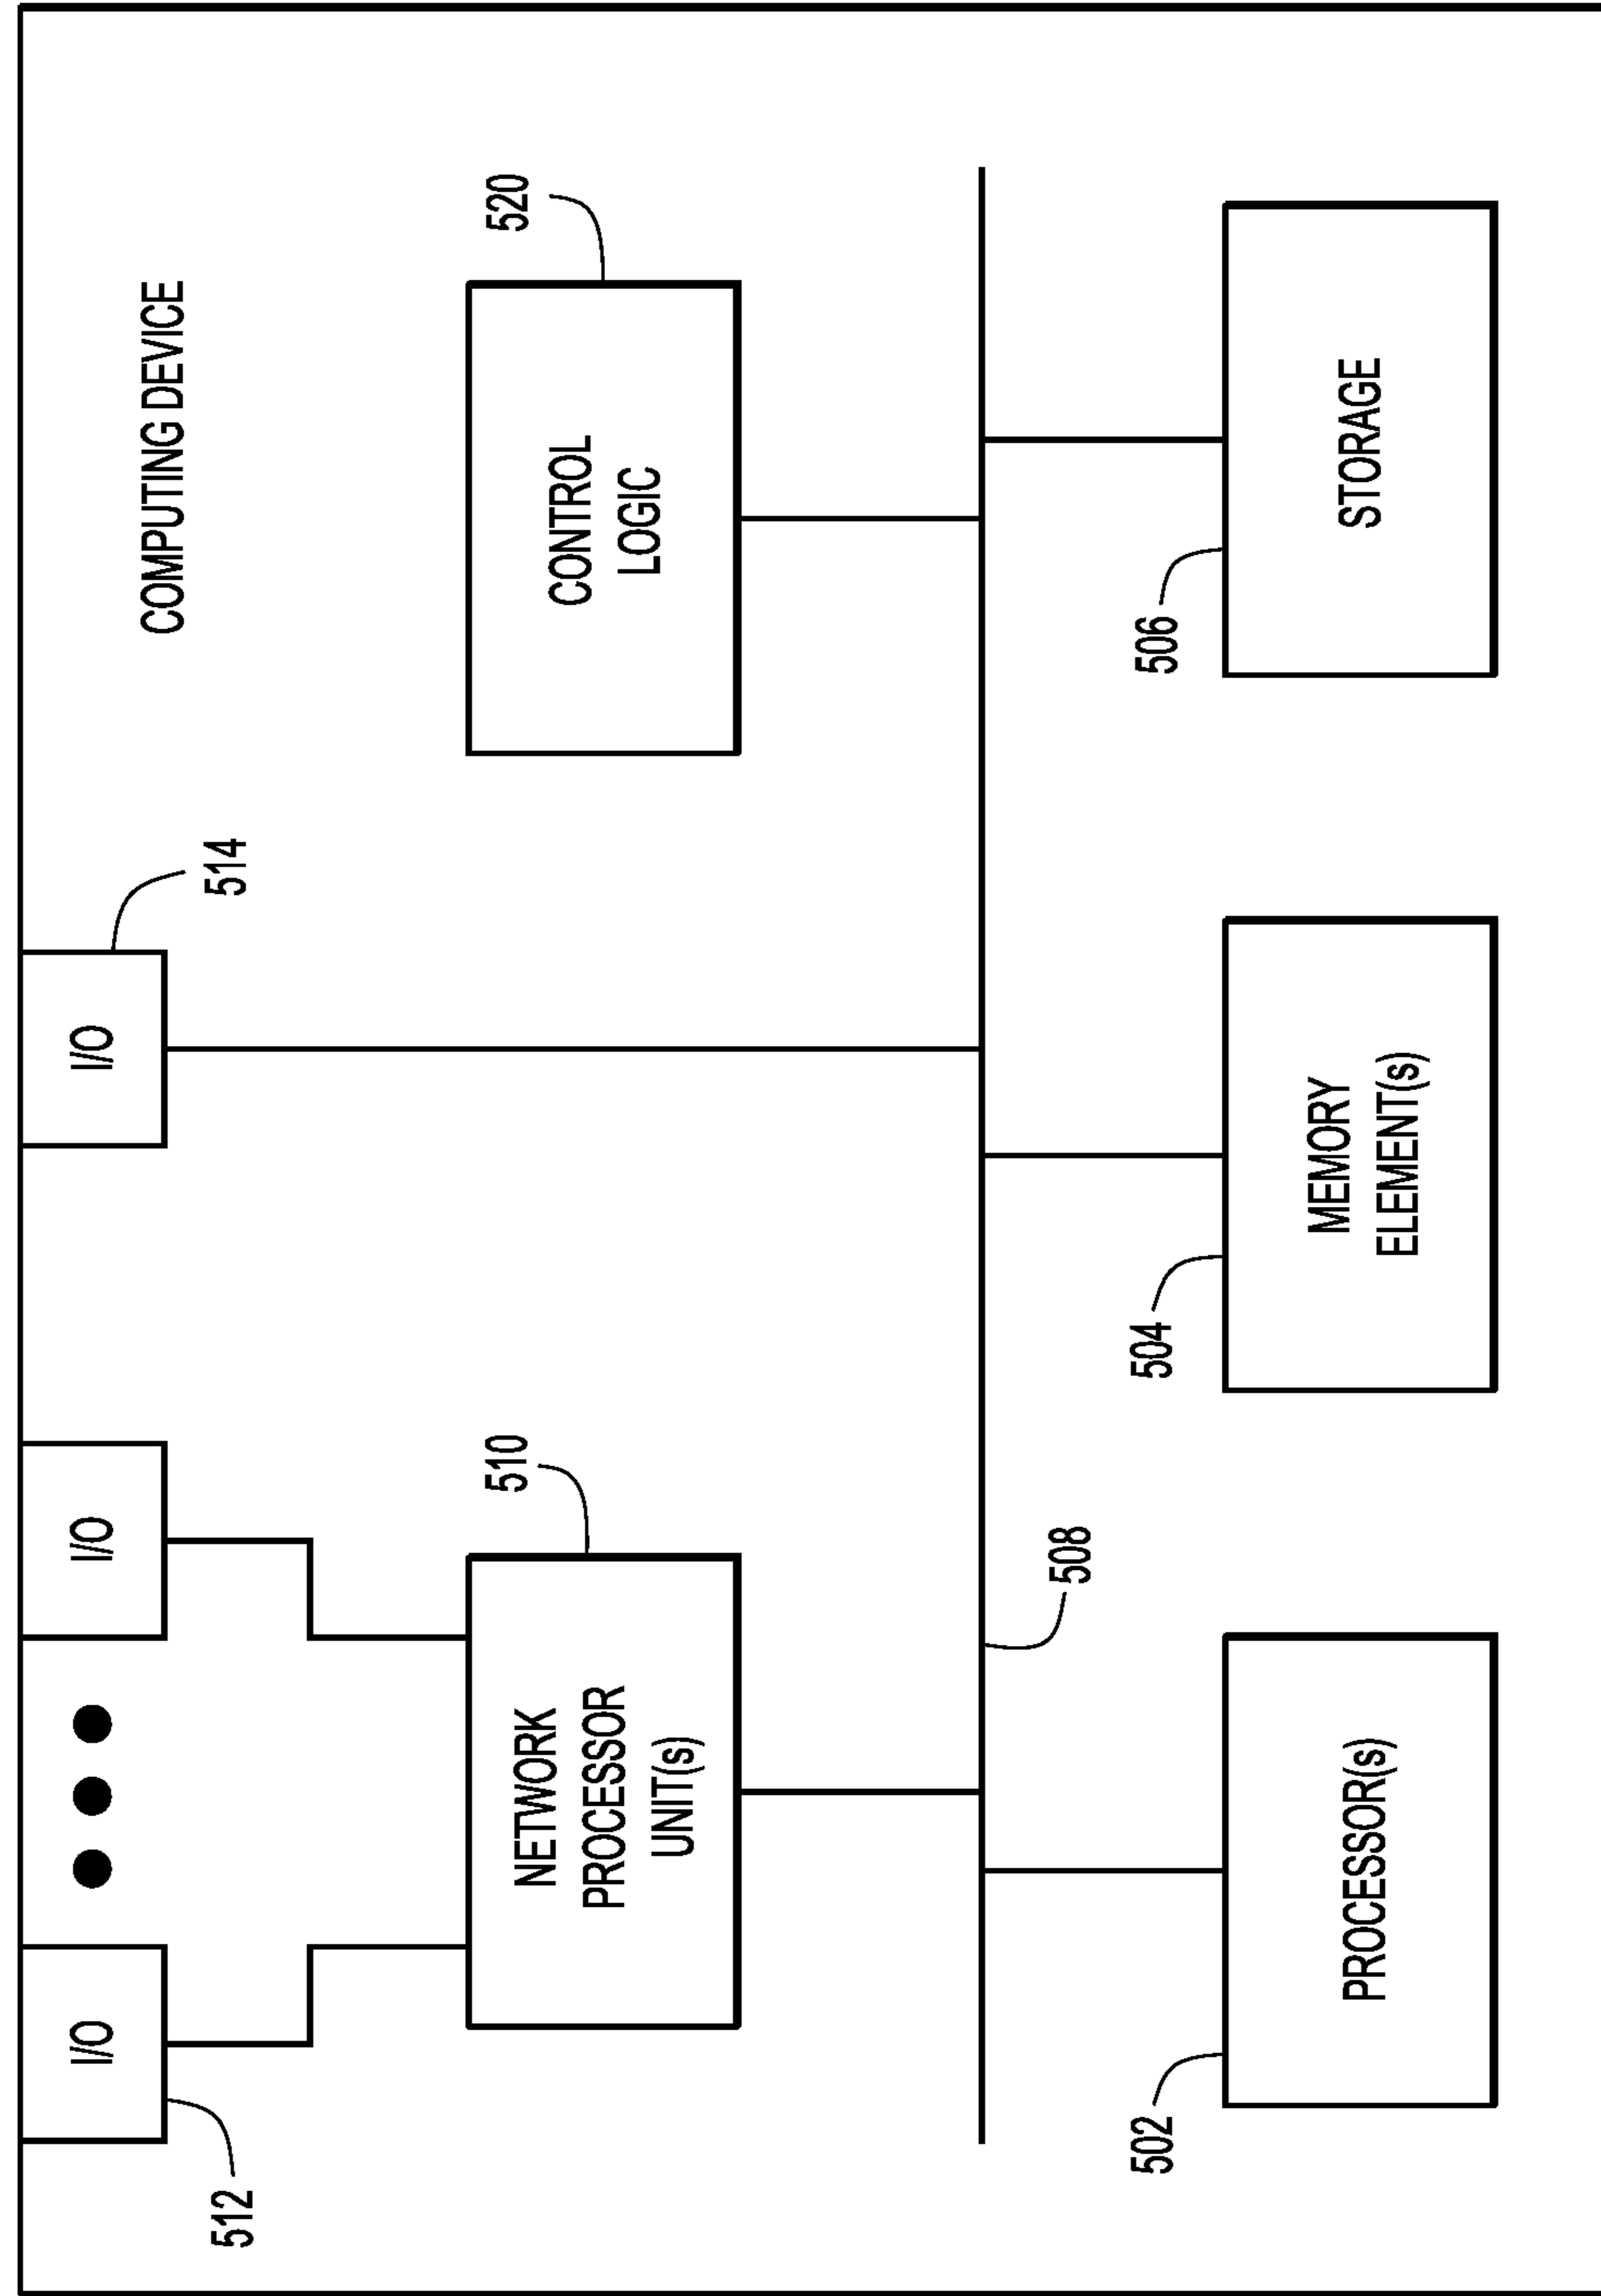 COMPUTING DEVICE
512
I/O
I/O
I/O
514
510
NETWORK
PROCESSOR
UNIT(s)
520
CONTROL
LOGIC
508
502
PROCESSOR(s)
504
MEMORY
ELEMENT(s)
506
STORAGE